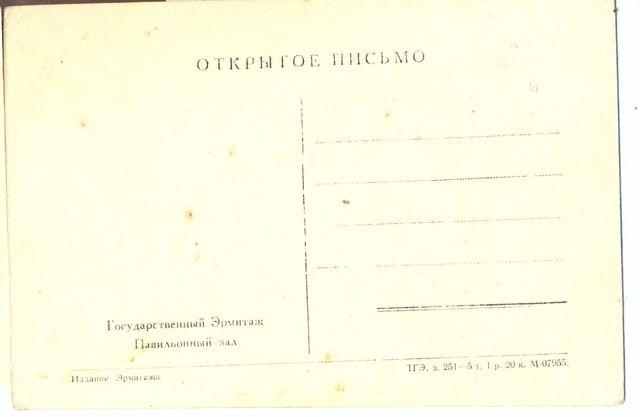 ОТКРЫТОЕ ПИСЬМО
Государственный Эрмитаж
Павильонный зал
Издание Эрмитажа
ТГЭ. з. 251—5 т. 1 р. 20 к. М-07955.